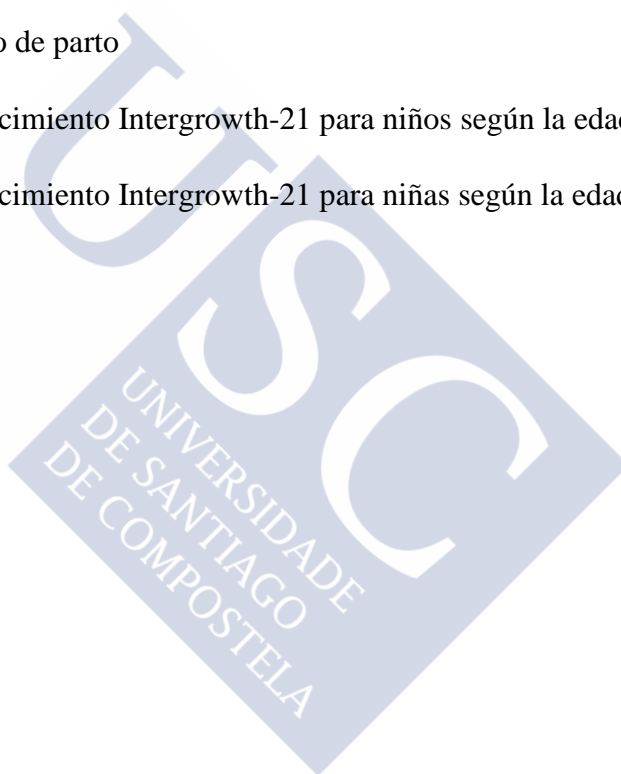 o de parto
cimiento Intergrowth-21 para niños según la edad
cimiento Intergrowth-21 para niñas según la edad
USC
UNIVERSIDADE
DE SANTIAGO
DE COMPOSTELA